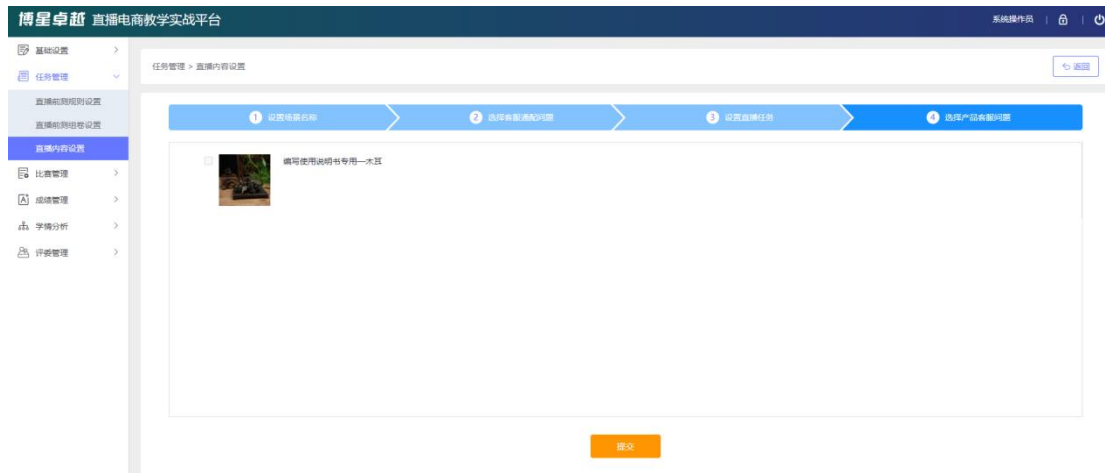 博星卓越 直播电商教学实战平台
系统操作员
基础设置
任务管理
直播前测规则设置
直播前测组卷设置
直播内容设置
比赛管理
成绩管理
学情分析
评委管理
任务管理 > 直播内容设置
返回
1 设置场景名称
2 选择客服通配问题
3 设置直播任务
4 选择产品客服问题
编写使用说明书专用—木耳
提交